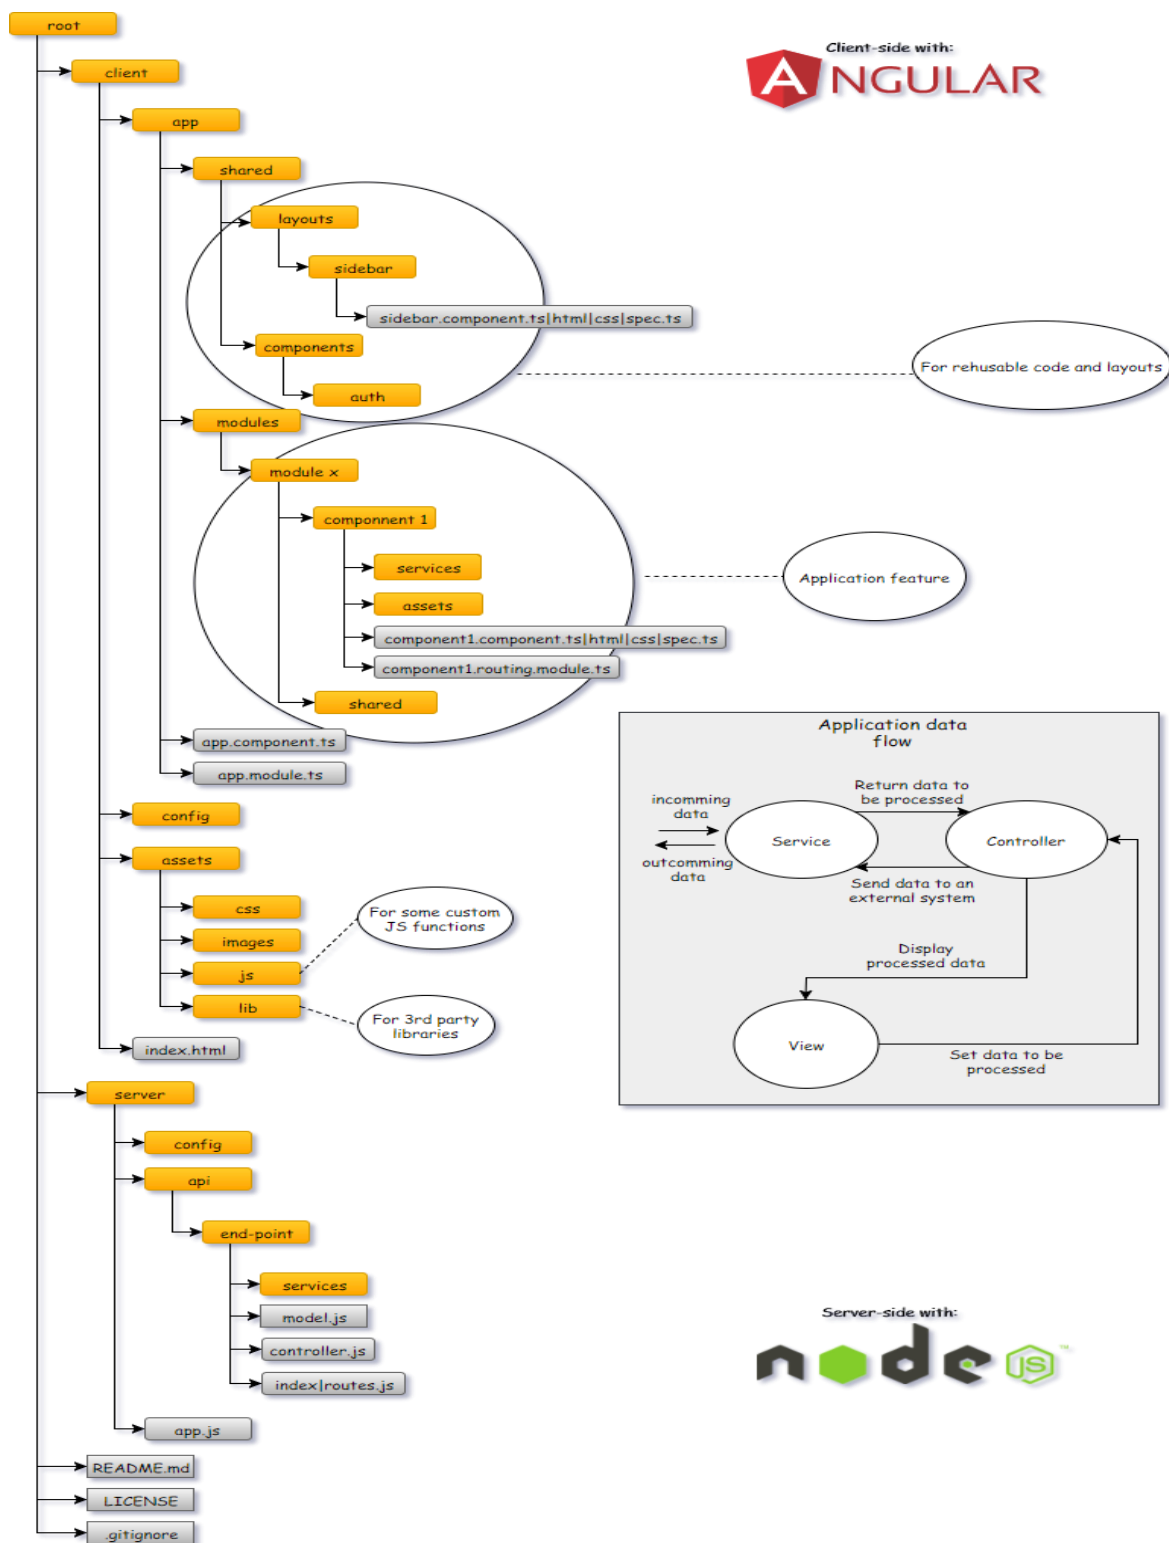 root
Client-side with:
ANGULAR
client
app
shared
layouts
sidebar
sidebar.component.ts|html|css|spec.ts
components
For rehusable code and layouts
auth
modules
module x
componnent 1
services
Application feature
assets
component1.component.ts|html|css|spec.ts
component1.routing.module.ts
shared
app.component.ts
app.module.ts
config
assets
css
For some custom
JS functions
images
js
lib
For 3rd party
libraries
index.html
Application data
flow
Return data to
be processed
incomming
data
Service
Controller
outcomming
data
Send data to an
external system
Display
processed data
View
Set data to be
processed
server
config
api
end-point
services
model.js
controller.js
index|routes.js
app.js
Server-side with:
node JS ™
README.md
LICENSE
.gitignore